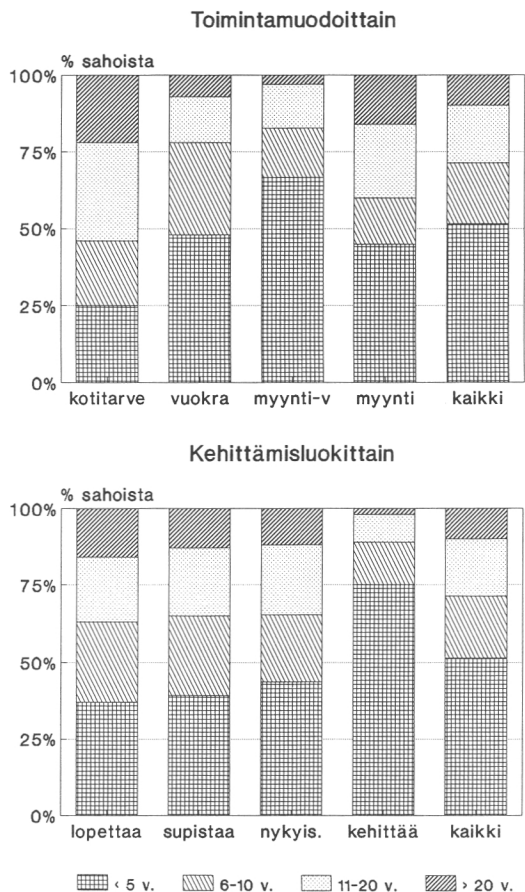 Toimintamuodoittain
% sahoista
100%
75%
50%
25%
0%
kotitarve vuokra myynti-v myynti kaikki
Kehittämisluokittain
% sahoista
100%
75%
50%
25%
0%
lopettaa supistaa nykyis. kehittää kaikki
‹ 5 v. 6-10 v. 11-20 v. › 20 v.